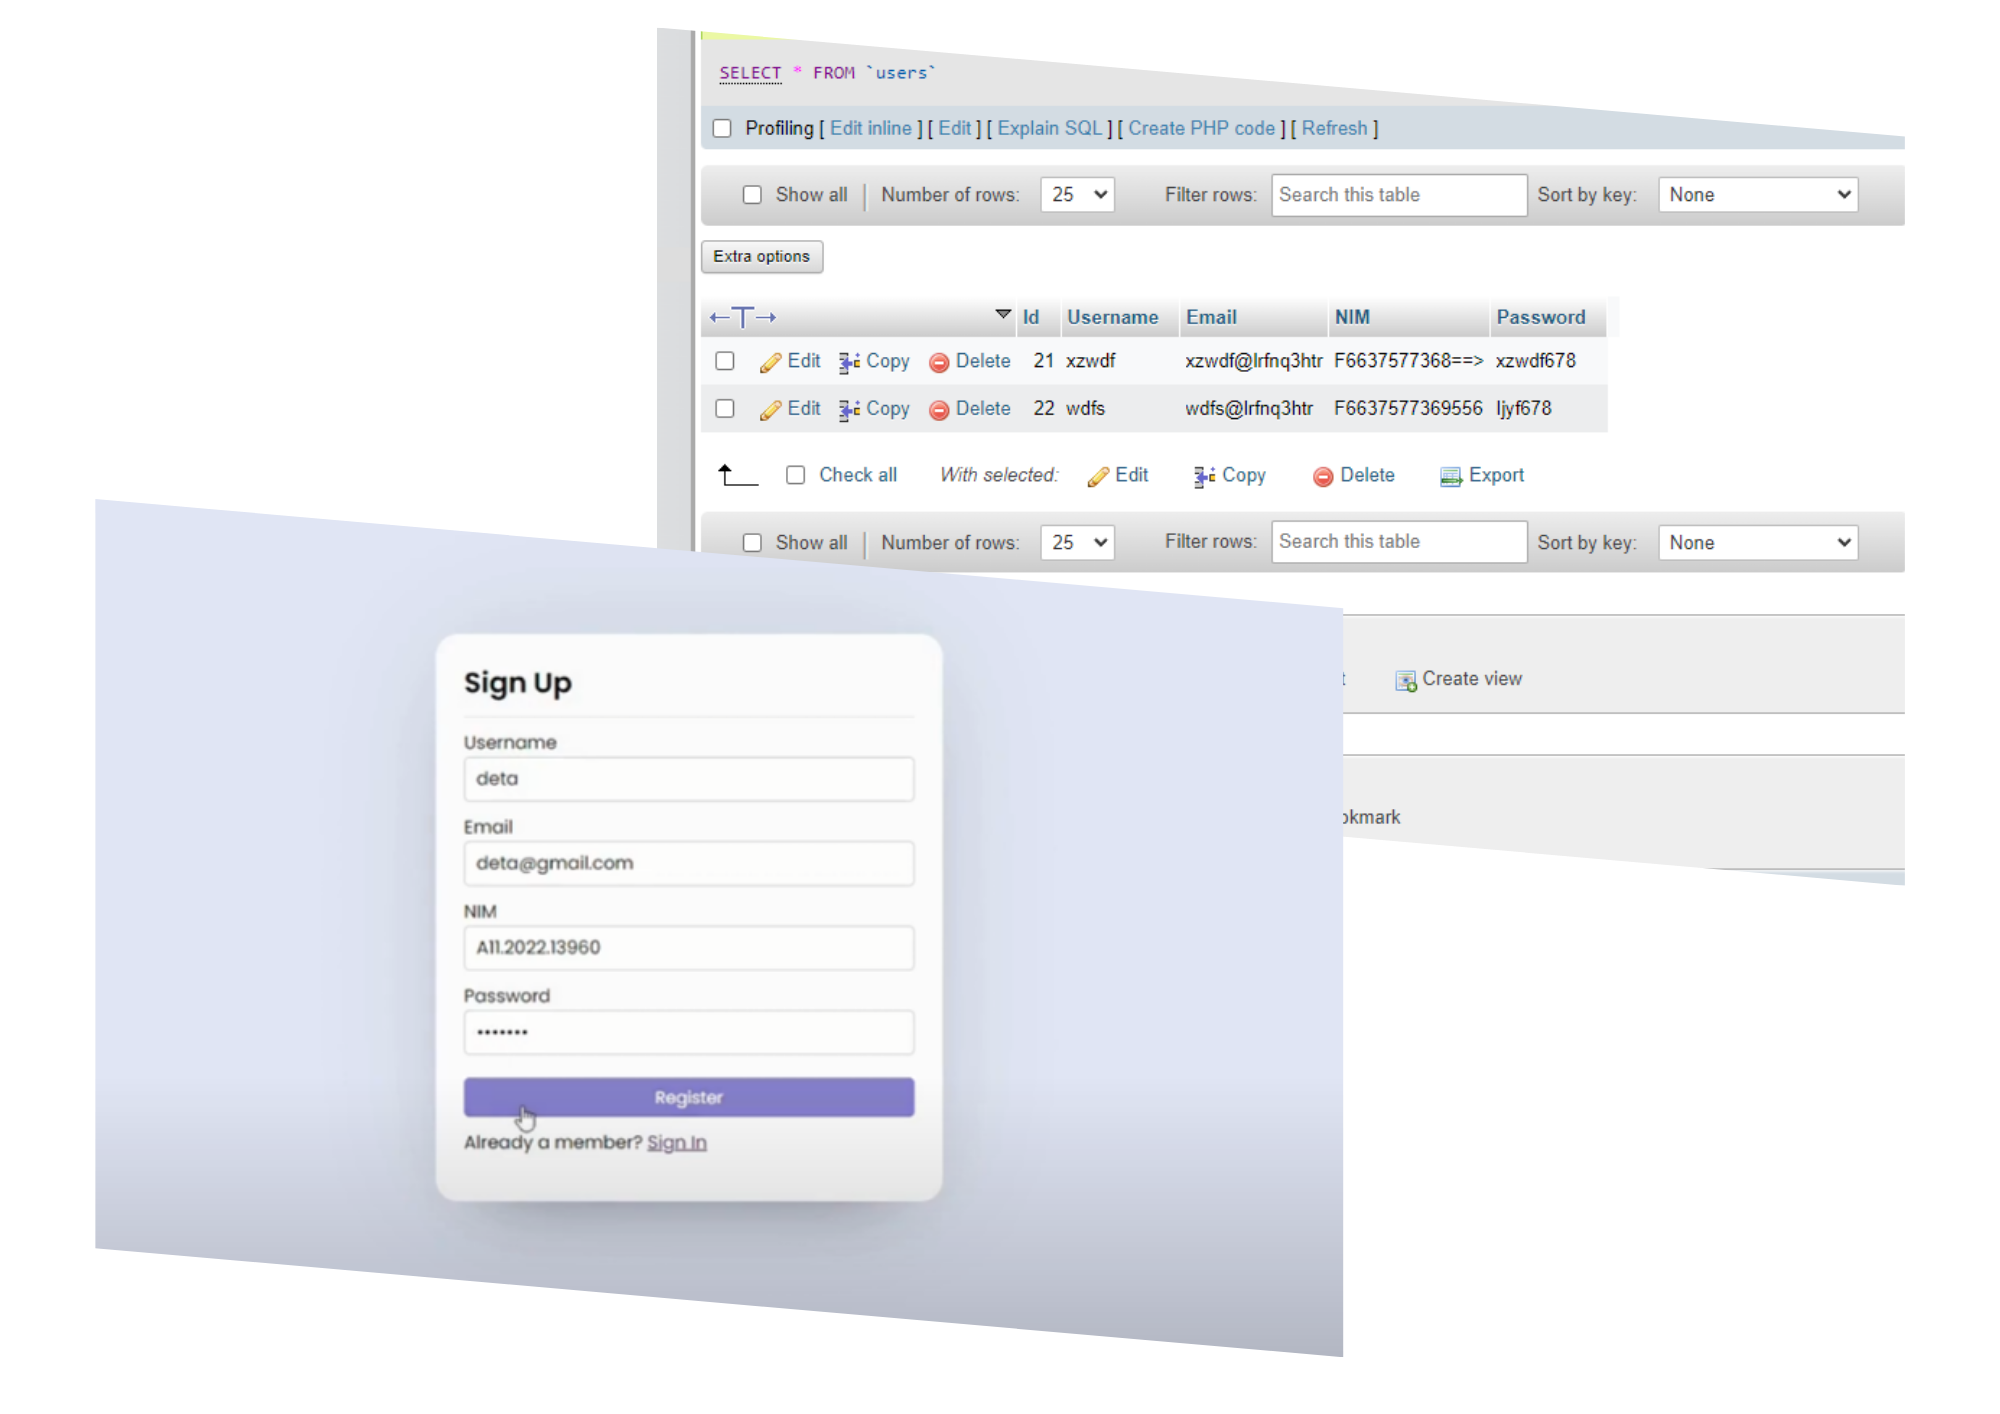 SELECT * FROM `users`
Profiling [ Edit inline ] [ Edit ] [ Explain SQL ] [ Create PHP code ] [ Refresh ]
Show all | Number of rows: 25 Filter rows: Search this table Sort by key: None
Extra options
←T→ Id Username Email NIM Password
Edit Copy Delete 21 xzwdf xzwdf@lrfnq3htr F6637577368==> xzwdf678
Edit Copy Delete 22 wdfs wdfs@lrfnq3htr F6637577369556 ljyf678
Check all With selected: Edit Copy Delete Export
Show all | Number of rows: 25 Filter rows: Search this table Sort by key: None
Create view
okmark
Sign Up
Username
deta
Email
deta@gmail.com
NIM
A11.2022.13960
Password
•••••••
Register
Already a member? Sign In